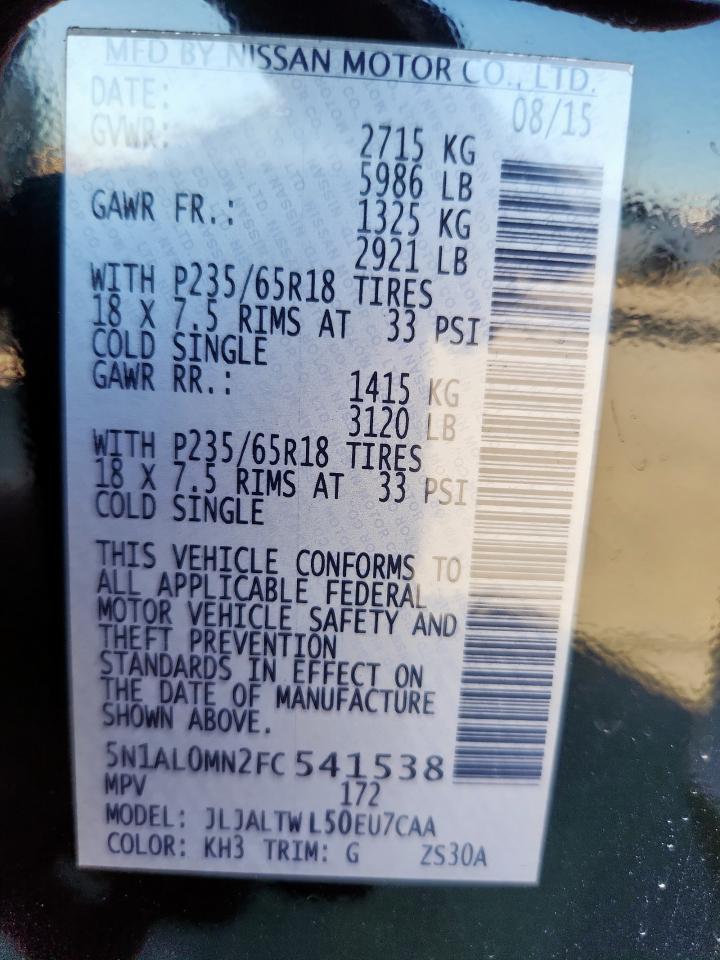 MFD BY NISSAN MOTOR CO., LTD.
DATE: 08/15
GVWR: 2715 KG
5986 LB
GAWR FR.: 1325 KG
2921 LB
WITH P235/65R18 TIRES
18 X 7.5 RIMS AT 33 PSI
COLD SINGLE
GAWR RR.: 1415 KG
3120 LB
WITH P235/65R18 TIRES
18 X 7.5 RIMS AT 33 PSI
COLD SINGLE
THIS VEHICLE CONFORMS TO
ALL APPLICABLE FEDERAL
MOTOR VEHICLE SAFETY AND
THEFT PREVENTION
STANDARDS IN EFFECT ON
THE DATE OF MANUFACTURE
SHOWN ABOVE.
5N1AL0MN2FC 541538
MPV 172
MODEL: JLJALTWL50EU7CAA
COLOR: KH3 TRIM: G ZS30A